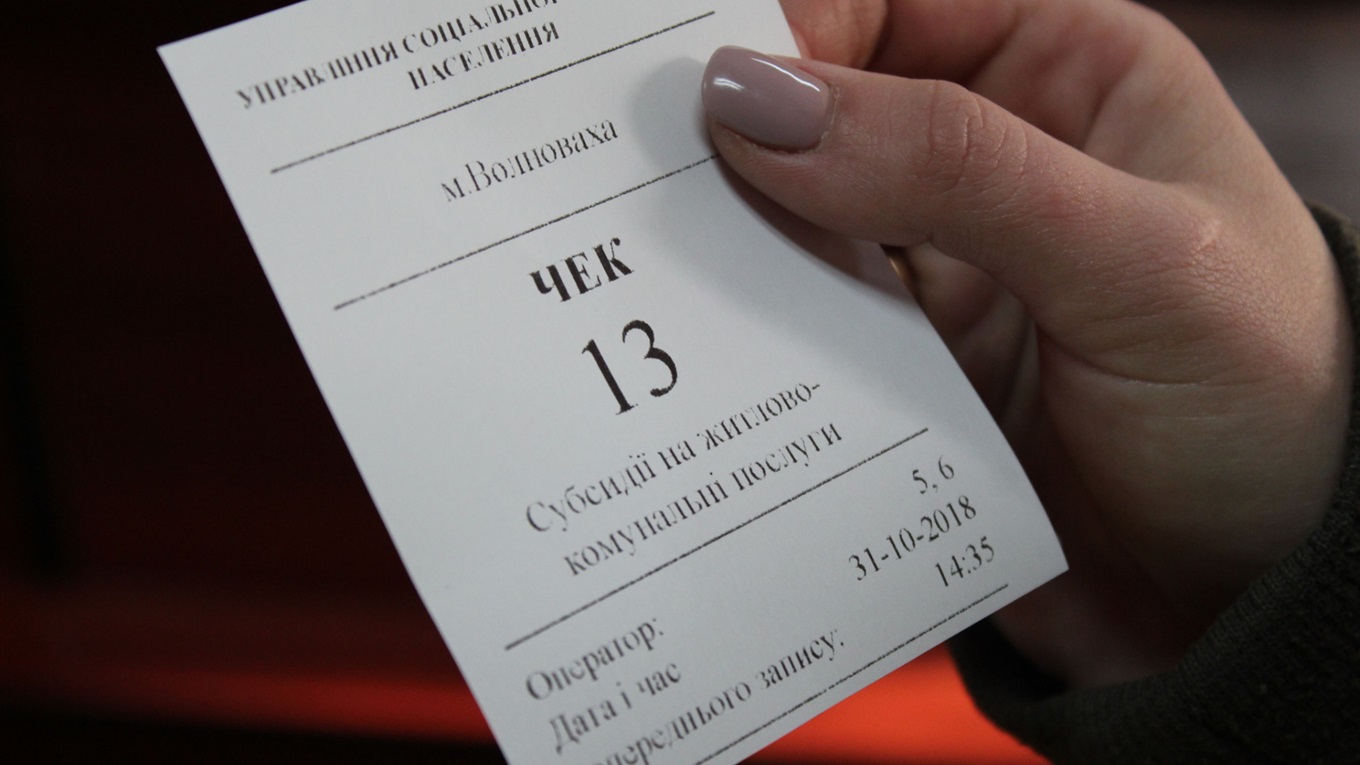 УПРАВЛІННЯ СОЦІАЛЬНО
НАСЕЛЕННЯ
м.Волноваха
ЧЕК
13
Субсидії на житлово-
комунальні послуги
Оператор: 5, 6
Дата і час 31-10-2018
опереднього запису: 14:35